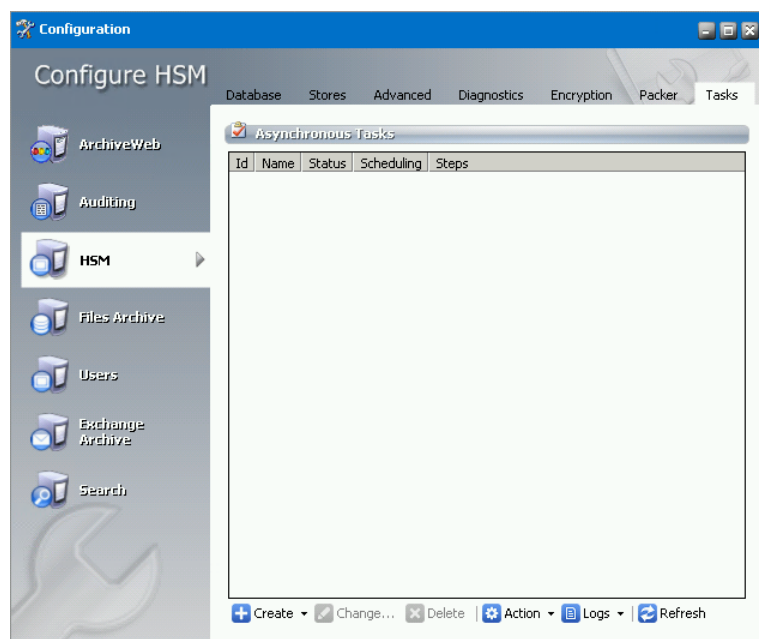 Configuration
Configure HSM
Database Stores Advanced Diagnostics Encryption Packer Tasks
ArchiveWeb
Auditing
HSM
Files Archive
Users
Exchange
Archive
Search
Asynchronous Tasks
Id Name Status Scheduling Steps
Create Change... Delete Action Logs Refresh